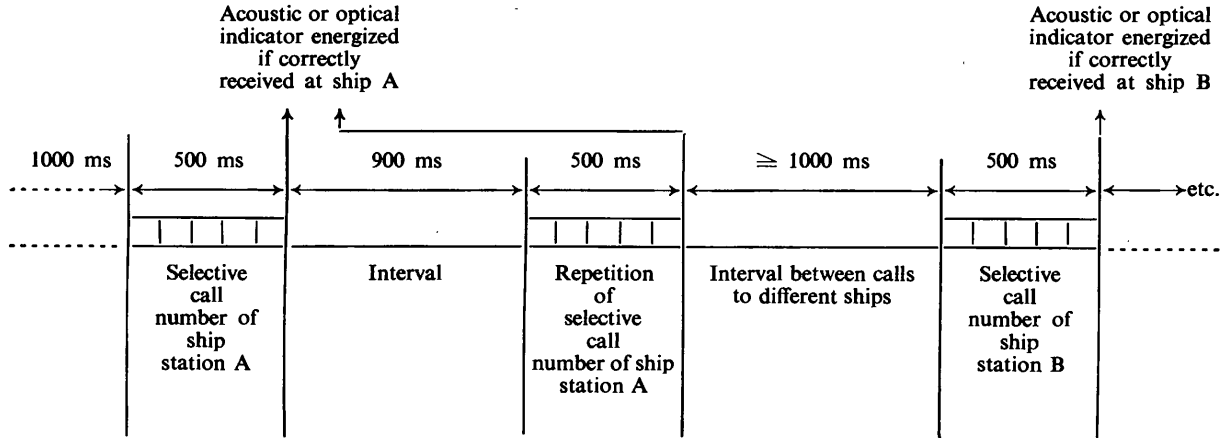 Acoustic or optical
indicator energized
if correctly
received at ship A
Acoustic or optical
indicator energized
if correctly
received at ship B
1000 ms
500 ms
900 ms
500 ms
≧ 1000 ms
500 ms
etc.
Selective
call
number of
ship
station A
Interval
Repetition
of
selective
call
number of ship
station A
Interval between calls
to different ships
Selective
call
number of
ship
station B